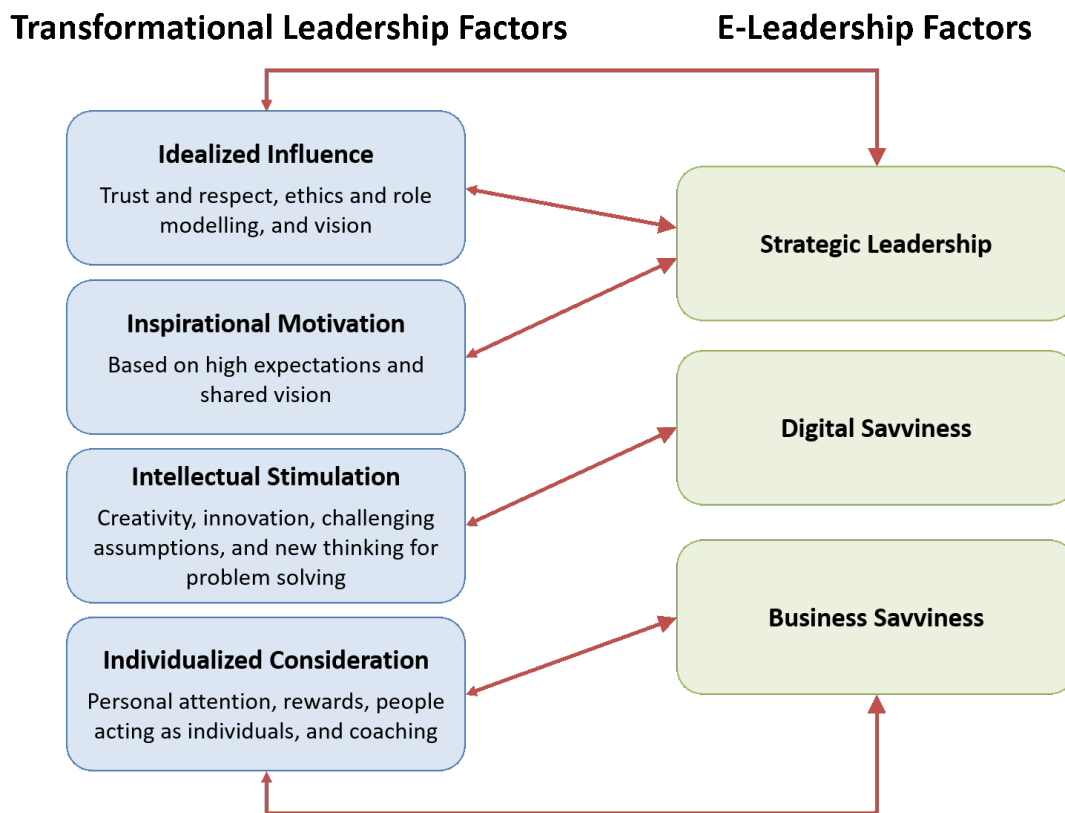 Transformational Leadership Factors
E-Leadership Factors
Idealized Influence
Trust and respect, ethics and role
modelling, and vision
Inspirational Motivation
Based on high expectations and
shared vision
Intellectual Stimulation
Creativity, innovation, challenging
assumptions, and new thinking for
problem solving
Individualized Consideration
Personal attention, rewards, people
acting as individuals, and coaching
Strategic Leadership
Digital Savviness
Business Savviness